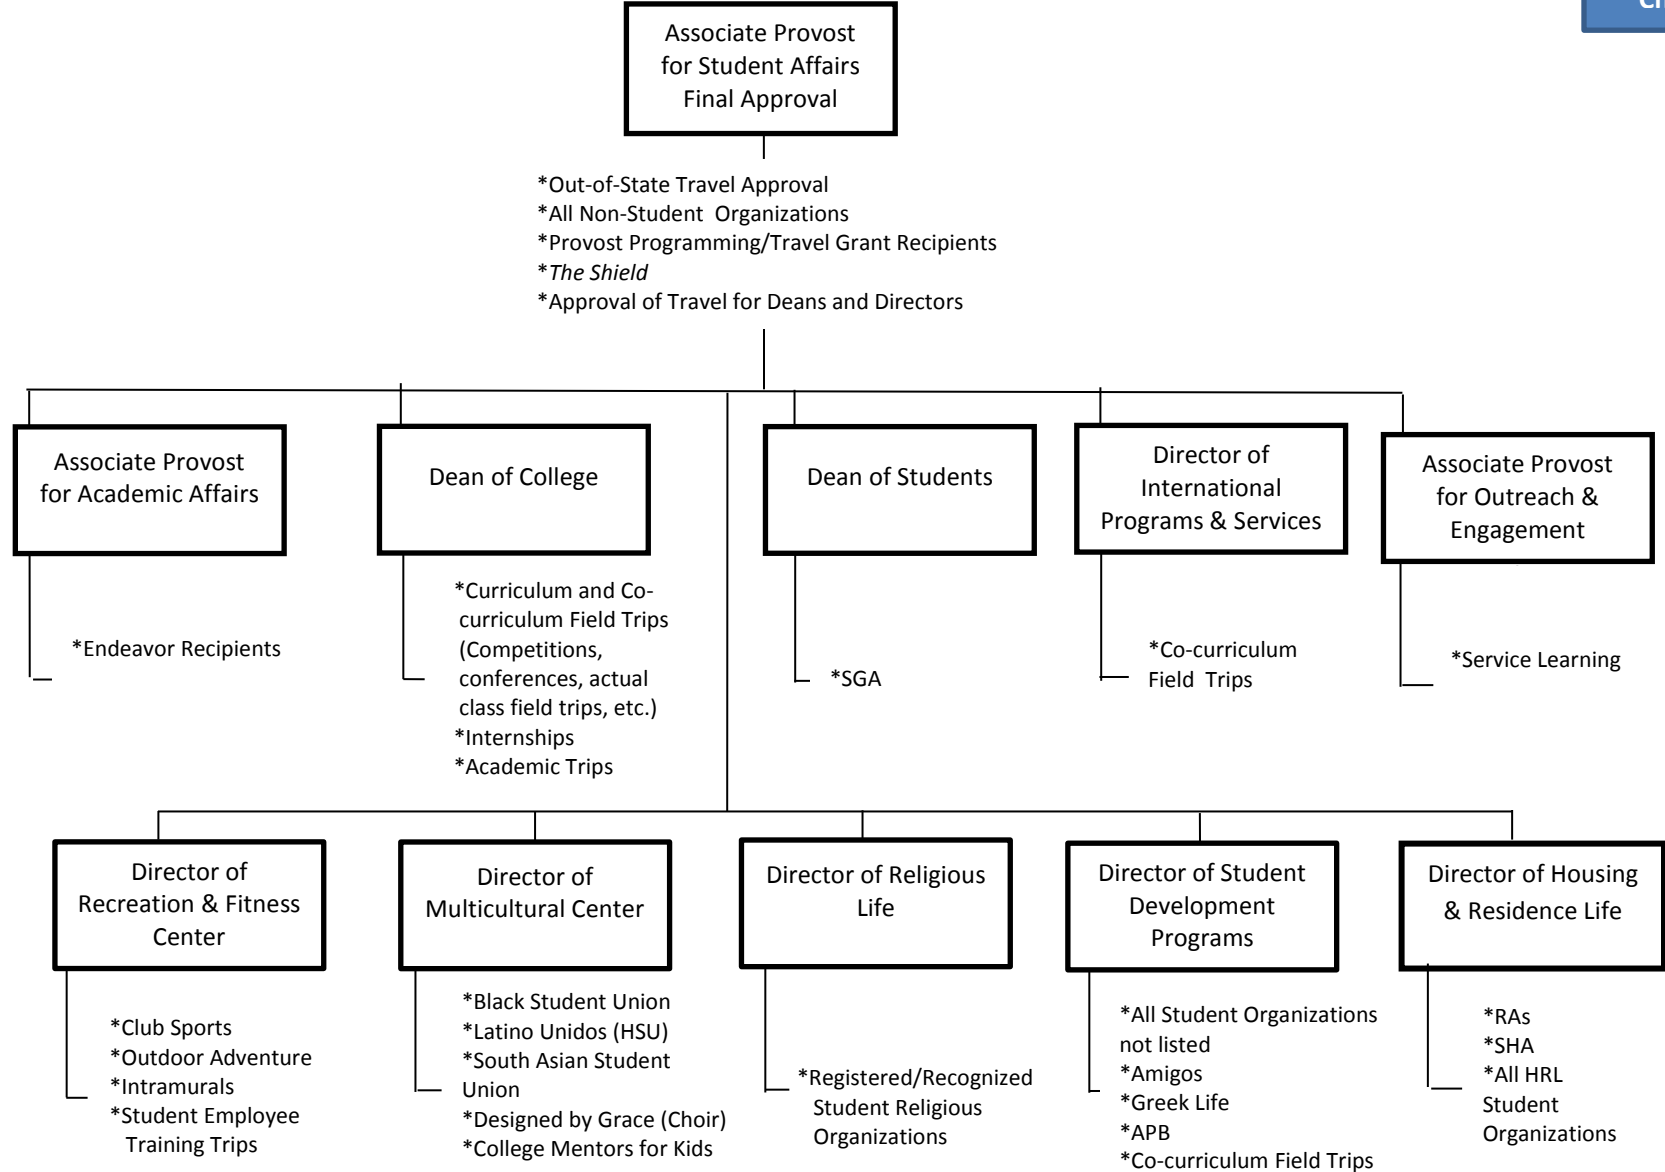 Associate Provost
for Student Affairs
Final Approval
*Out-of-State Travel Approval
*All Non-Student Organizations
*Provost Programming/Travel Grant Recipients
*The Shield
*Approval of Travel for Deans and Directors
Associate Provost
for Academic Affairs
*Endeavor Recipients
Dean of College
*Curriculum and Co-
curriculum Field Trips
(Competitions,
conferences, actual
class field trips, etc.)
*Internships
*Academic Trips
Dean of Students
*SGA
Director of
International
Programs & Services
*Co-curriculum
Field Trips
Associate Provost
for Outreach &
Engagement
*Service Learning
Director of
Recreation & Fitness
Center
*Club Sports
*Outdoor Adventure
*Intramurals
*Student Employee
Training Trips
Director of
Multicultural Center
*Black Student Union
*Latino Unidos (HSU)
*South Asian Student
Union
*Designed by Grace (Choir)
*College Mentors for Kids
Director of Religious
Life
*Registered/Recognized
Student Religious
Organizations
Director of Student
Development
Programs
*All Student Organizations
not listed
*Amigos
*Greek Life
*APB
*Co-curriculum Field Trips
Director of Housing
& Residence Life
*RAs
*SHA
*All HRL
Student
Organizations